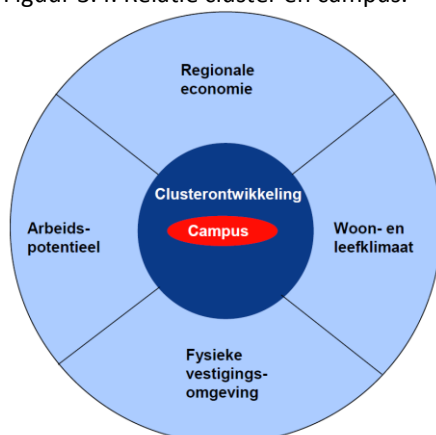 Regionale
economie
Clusterontwikkeling
Campus
Arbeids-
potentieel
Woon- en
leefklimaat
Fysieke
vestigings-
omgeving